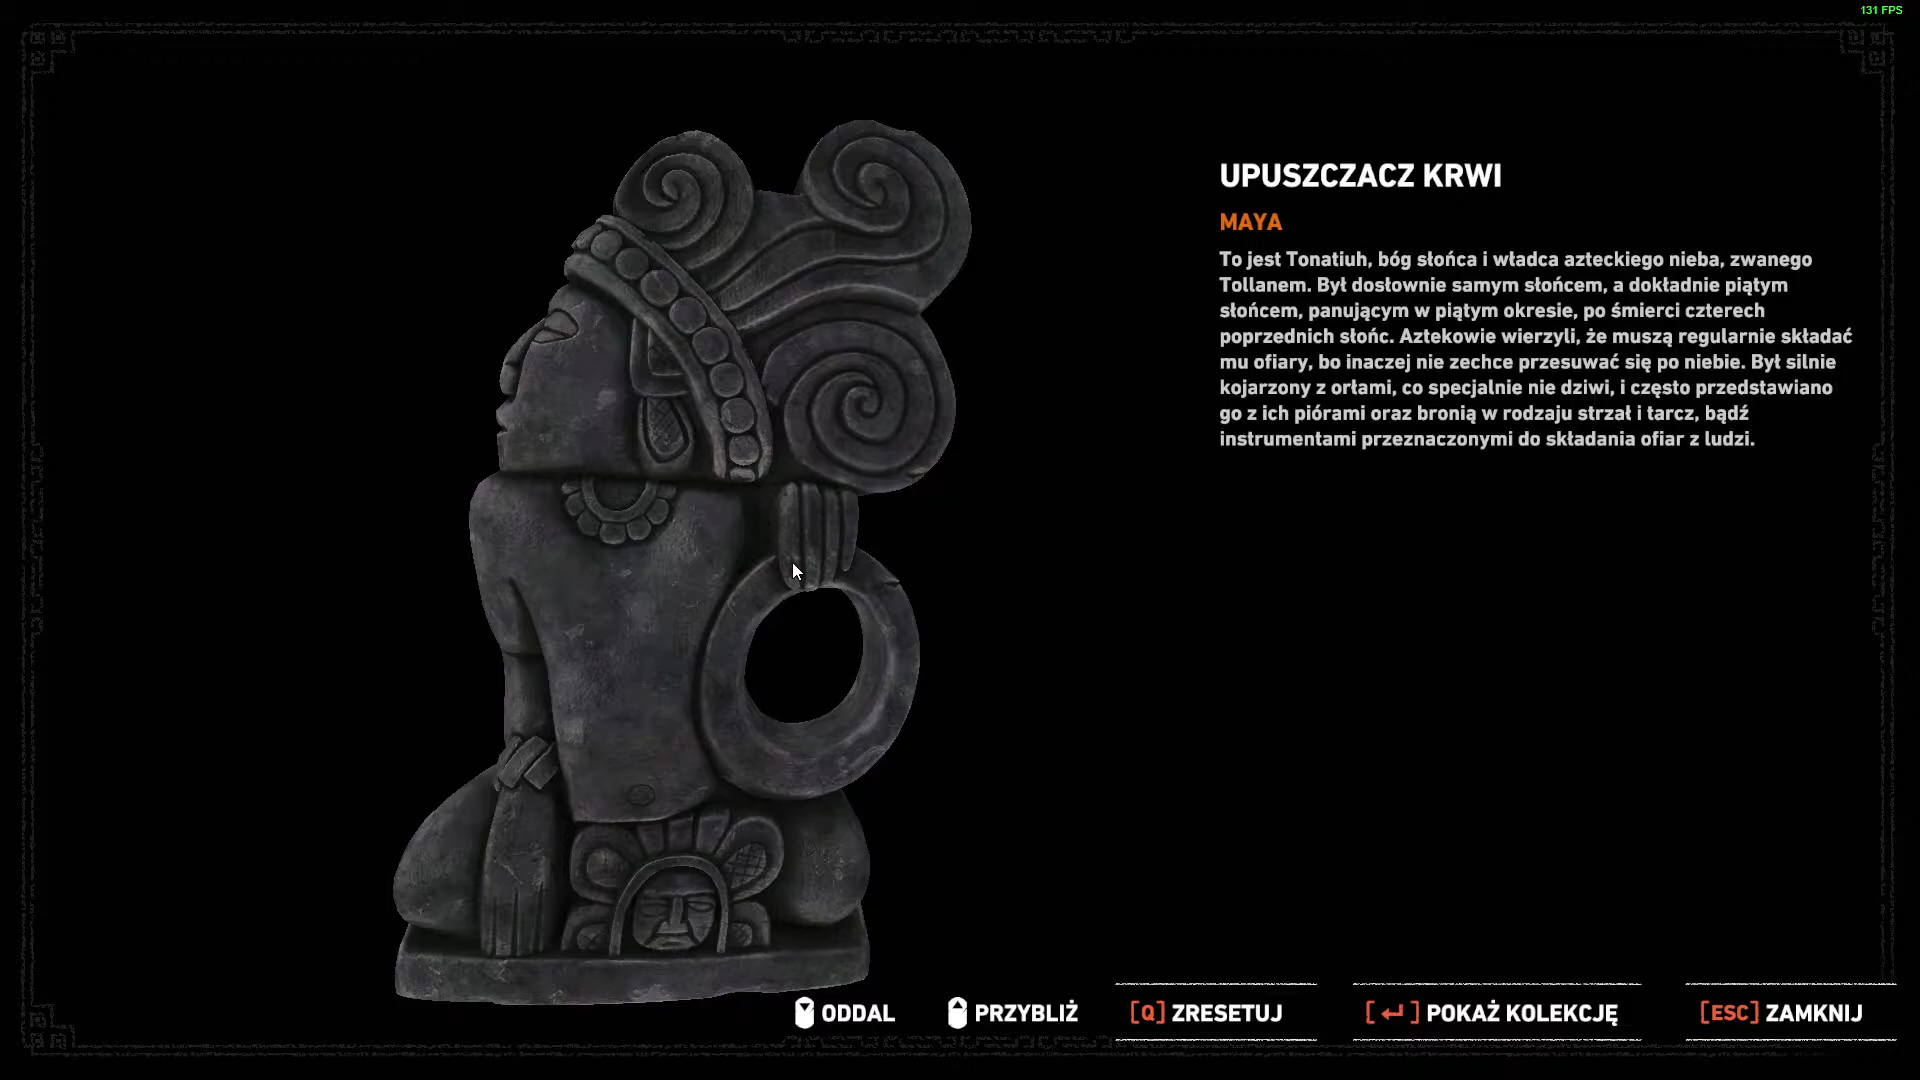 131 FPS
UPUSZCZACZ KRWI
MAYA
To jest Tonatiuh, bóg słońca i władca azteckiego nieba, zwanego
Tollanem. Był dosłownie samym słońcem, a dokładnie piątym
słońcem, panującym w piątym okresie, po śmierci czterech
poprzednich słońc. Aztekowie wierzyli, że muszą regularnie składać
mu ofiary, bo inaczej nie zechce przesuwać się po niebie. Był silnie
kojarzony z orłami, co specjalnie nie dziwi, i często przedstawiano
go z ich piórami oraz bronią w rodzaju strzał i tarcz, bądź
instrumentami przeznaczonymi do składania ofiar z ludzi.
ODDAL PRZYBLIŻ [Q] ZRESETUJ [↵] POKAŻ KOLEKCJĘ [ESC] ZAMKNIJ